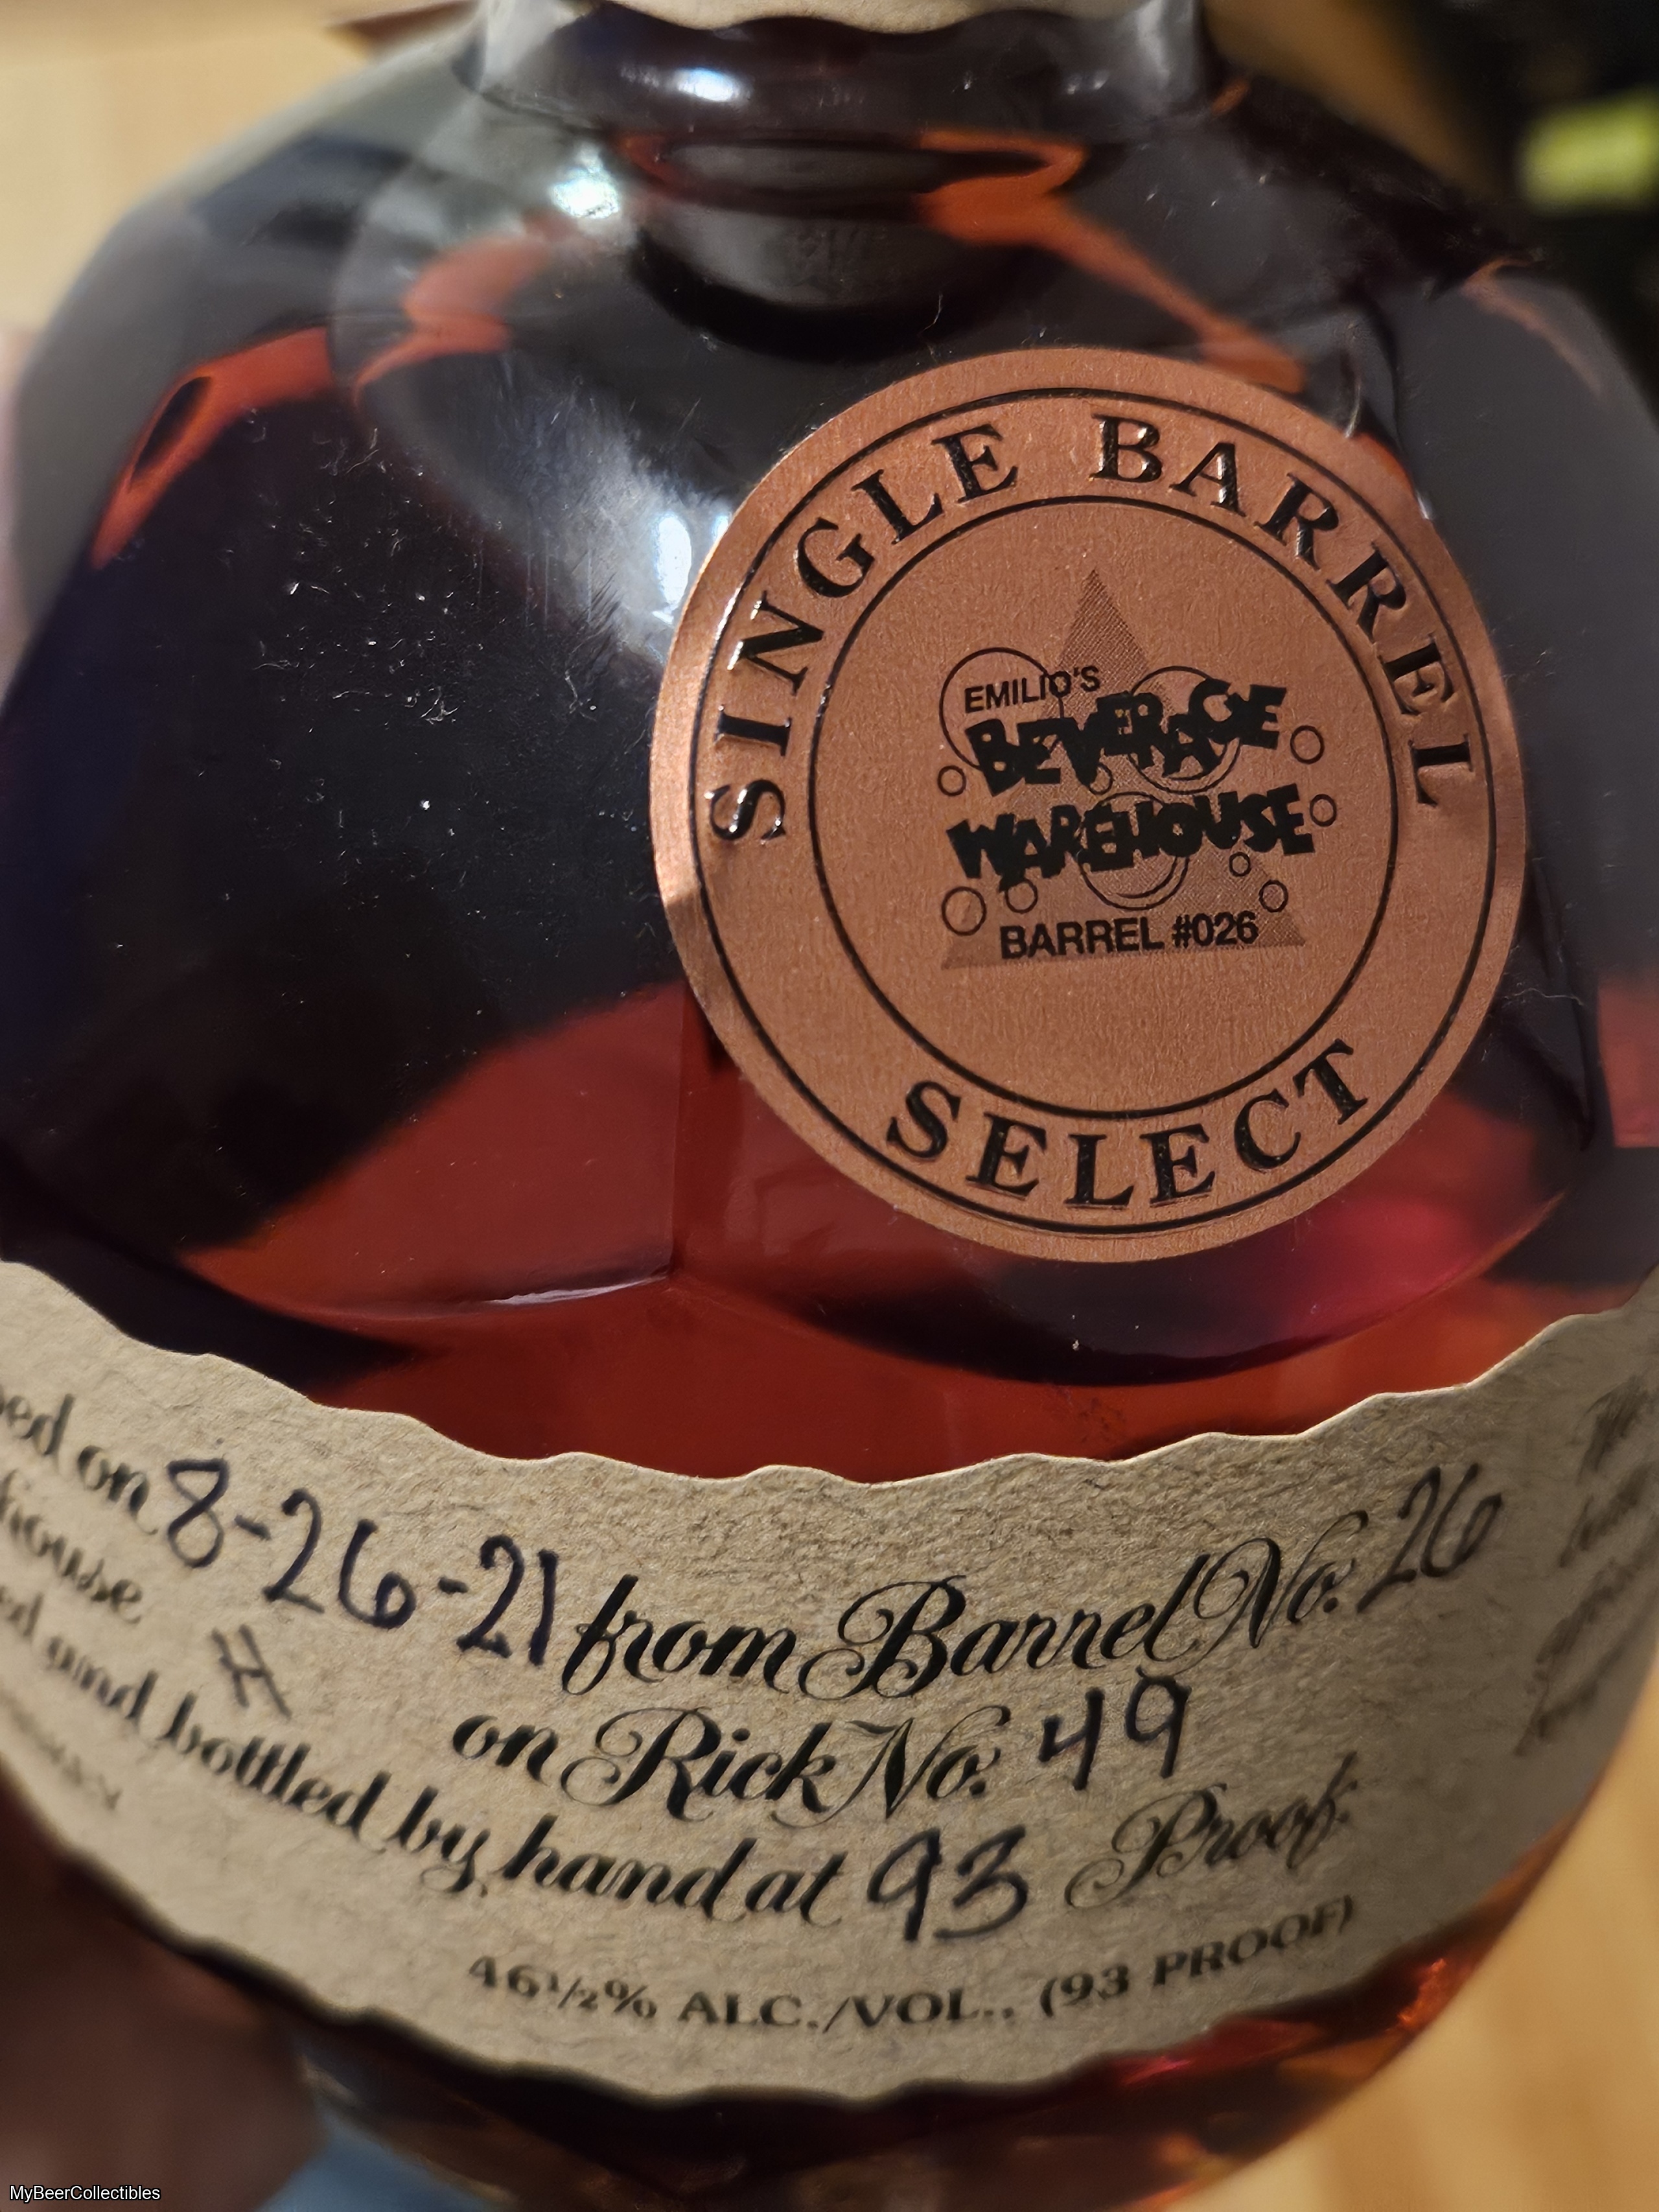 SINGLE BARREL
EMILIO'S
BEVERAGE
WAREHOUSE
BARREL #026
SELECT
on 8-26-21 from Barrel No. 26
H on Rick No. 49
and bottled by hand at 93 Proof.
46½% ALC./VOL., (93 PROOF)
MyBeerCollectibles